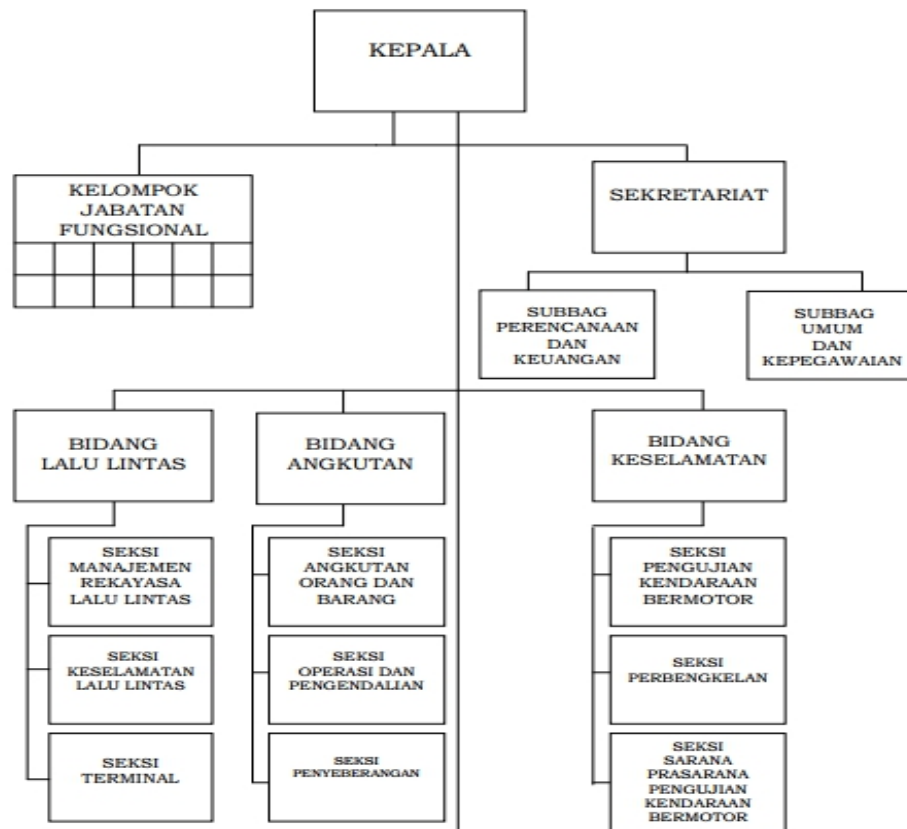 KEPALA
KELOMPOK
JABATAN
FUNGSIONAL
SEKRETARIAT
SUBBAG
PERENCANAAN
DAN
KEUANGAN
SUBBAG
UMUM
DAN
KEPEGAWAIAN
BIDANG
LALU LINTAS
BIDANG
ANGKUTAN
BIDANG
KESELAMATAN
SEKSI
MANAJEMEN
REKAYASA
LALU LINTAS
SEKSI
ANGKUTAN
ORANG DAN
BARANG
SEKSI
PENGUJIAN
KENDARAAN
BERMOTOR
SEKSI
KESELAMATAN
LALU LINTAS
SEKSI
OPERASI DAN
PENGENDALIAN
SEKSI
PERBENGKELAN
SEKSI
TERMINAL
SEKSI
PENYEBERANGAN
SEKSI
SARANA
PRASARANA
PENGUJIAN
KENDARAAN
BERMOTOR